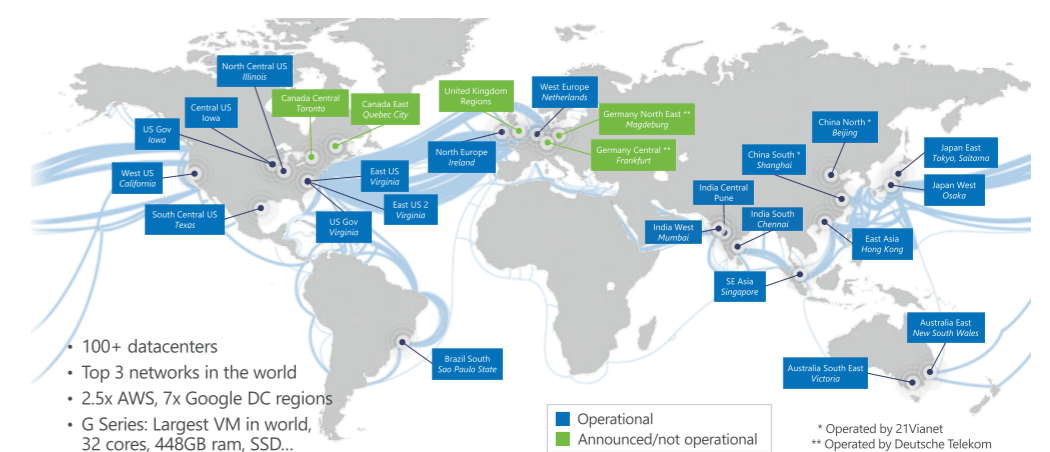 North Central US
Illinois
Canada Central
Toronto
Canada East
Quebec City
United Kingdom
Regions
West Europe
Netherlands
Central US
Iowa
Germany North East **
Magdeburg
China North *
Beijing
US Gov
Iowa
North Europe
Ireland
Germany Central **
Frankfurt
China South *
Shanghai
Japan East
Tokyo, Saitama
West US
California
East US
Virginia
India Central
Pune
Japan West
Osaka
South Central US
Texas
East US 2
Virginia
US Gov
Virginia
India West
Mumbai
India South
Chennai
East Asia
Hong Kong
SE Asia
Singapore
Australia East
New South Wales
Brazil South
Sao Paulo State
Australia South East
Victoria
• 100+ datacenters
• Top 3 networks in the world
• 2.5x AWS, 7x Google DC regions
• G Series: Largest VM in world,
32 cores, 448GB ram, SSD...
Operational
Announced/not operational
* Operated by 21Vianet
** Operated by Deutsche Telekom